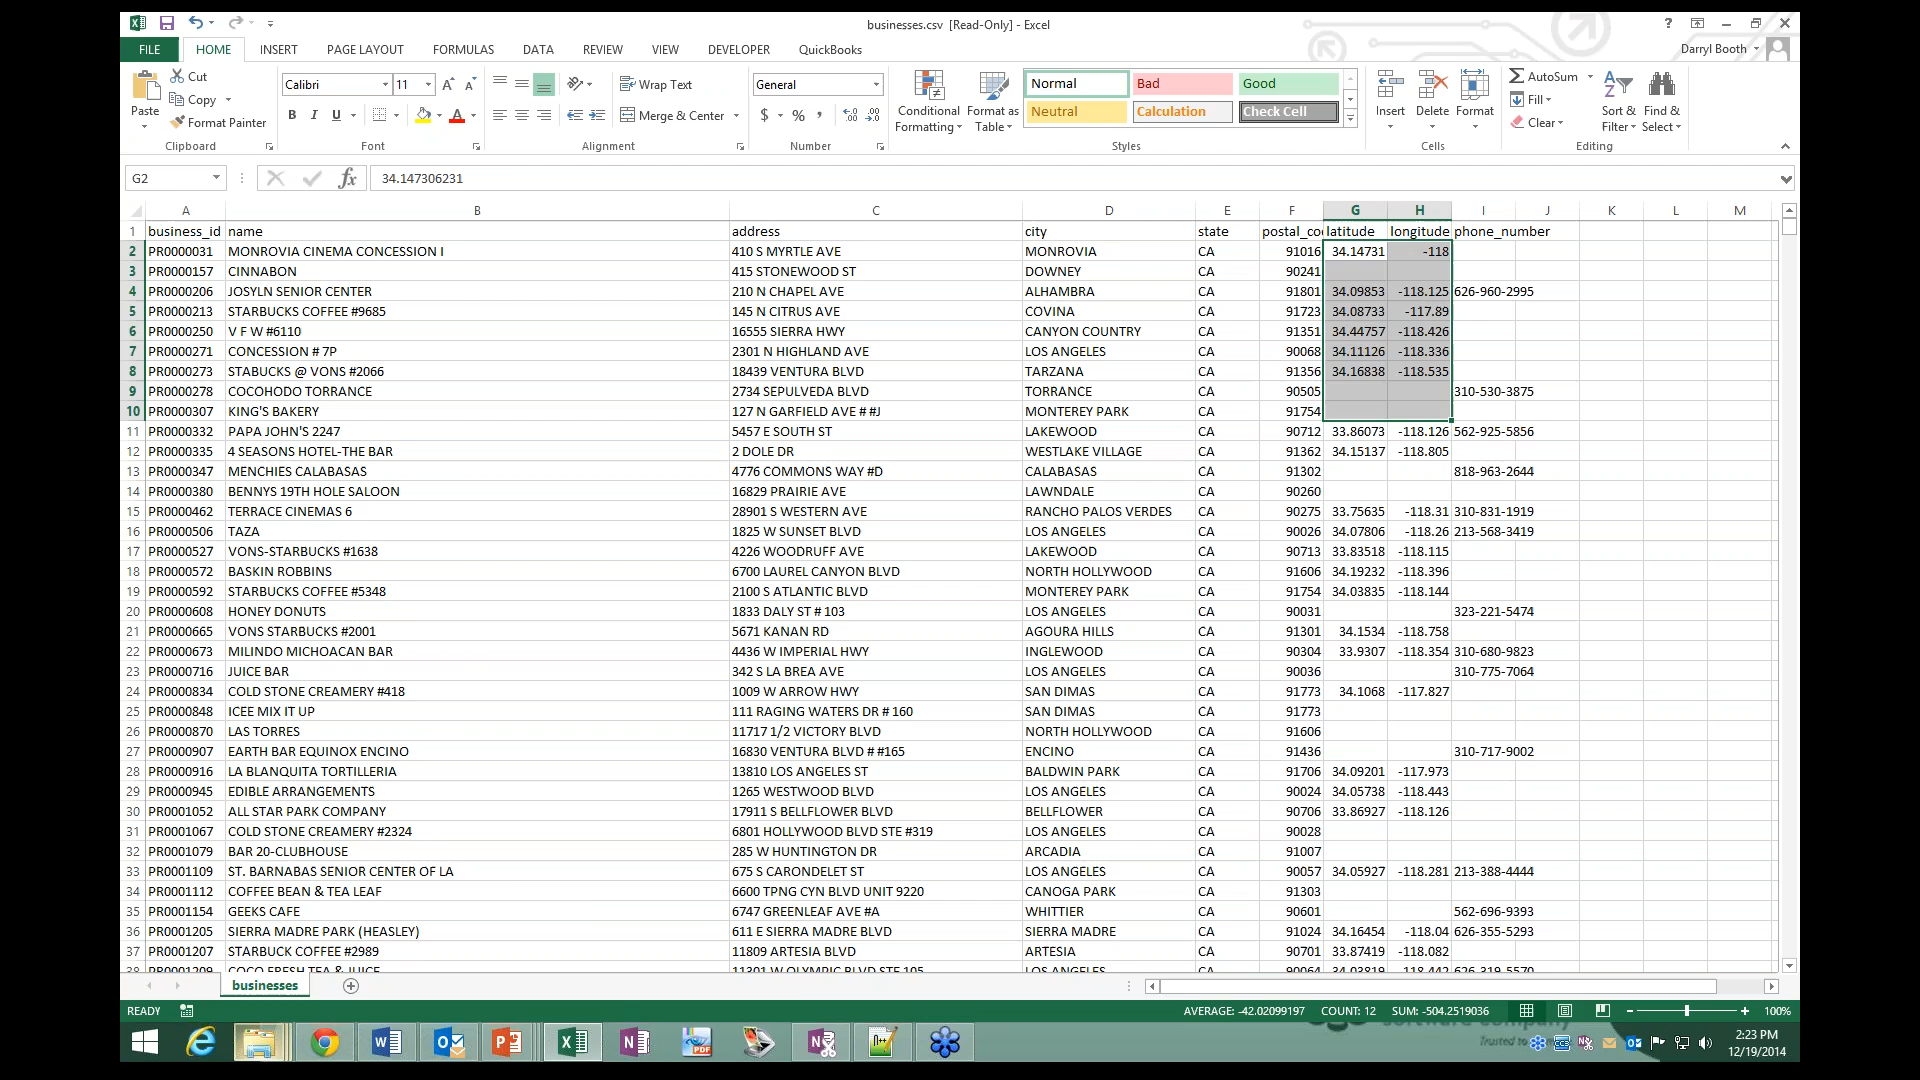 businesses.csv [Read-Only] - Excel
FILE HOME INSERT PAGE LAYOUT FORMULAS DATA REVIEW VIEW DEVELOPER QuickBooks Darryl Booth
Cut
Copy
Format Painter
Paste
Clipboard
Calibri 11
B I U
Font
Wrap Text
Merge & Center
Alignment
General
$ % ,
Number
Conditional Formatting
Format as Table
Normal Bad Good
Neutral Calculation Check Cell
Styles
Insert Delete Format
Cells
AutoSum
Fill
Clear
Sort & Filter
Find & Select
Editing
G2 fx 34.147306231
A B C D E F G H I J K L M
1 business_id name address city state postal_co latitude longitude phone_number
2 PR0000031 MONROVIA CINEMA CONCESSION I 410 S MYRTLE AVE MONROVIA CA 91016 34.14731 -118
3 PR0000157 CINNABON 415 STONEWOOD ST DOWNEY CA 90241
4 PR0000206 JOSYLN SENIOR CENTER 210 N CHAPEL AVE ALHAMBRA CA 91801 34.09853 -118.125 626-960-2995
5 PR0000213 STARBUCKS COFFEE #9685 145 N CITRUS AVE COVINA CA 91723 34.08733 -117.89
6 PR0000250 V F W #6110 16555 SIERRA HWY CANYON COUNTRY CA 91351 34.44757 -118.426
7 PR0000271 CONCESSION # 7P 2301 N HIGHLAND AVE LOS ANGELES CA 90068 34.11126 -118.336
8 PR0000273 STABUCKS @ VONS #2066 18439 VENTURA BLVD TARZANA CA 91356 34.16838 -118.535
9 PR0000278 COCOHODO TORRANCE 2734 SEPULVEDA BLVD TORRANCE CA 90505 310-530-3875
10 PR0000307 KING'S BAKERY 127 N GARFIELD AVE # #J MONTEREY PARK CA 91754
11 PR0000332 PAPA JOHN'S 2247 5457 E SOUTH ST LAKEWOOD CA 90712 33.86073 -118.126 562-925-5856
12 PR0000335 4 SEASONS HOTEL-THE BAR 2 DOLE DR WESTLAKE VILLAGE CA 91362 34.15137 -118.805
13 PR0000347 MENCHIES CALABASAS 4776 COMMONS WAY #D CALABASAS CA 91302 818-963-2644
14 PR0000380 BENNYS 19TH HOLE SALOON 16829 PRAIRIE AVE LAWNDALE CA 90260
15 PR0000462 TERRACE CINEMAS 6 28901 S WESTERN AVE RANCHO PALOS VERDES CA 90275 33.75635 -118.31 310-831-1919
16 PR0000506 TAZA 1825 W SUNSET BLVD LOS ANGELES CA 90026 34.07806 -118.26 213-568-3419
17 PR0000527 VONS-STARBUCKS #1638 4226 WOODRUFF AVE LAKEWOOD CA 90713 33.83518 -118.115
18 PR0000572 BASKIN ROBBINS 6700 LAUREL CANYON BLVD NORTH HOLLYWOOD CA 91606 34.19232 -118.396
19 PR0000592 STARBUCKS COFFEE #5348 2100 S ATLANTIC BLVD MONTEREY PARK CA 91754 34.03835 -118.144
20 PR0000608 HONEY DONUTS 1833 DALY ST # 103 LOS ANGELES CA 90031 323-221-5474
21 PR0000665 VONS STARBUCKS #2001 5671 KANAN RD AGOURA HILLS CA 91301 34.1534 -118.758
22 PR0000673 MILINDO MICHOACAN BAR 4436 W IMPERIAL HWY INGLEWOOD CA 90304 33.9307 -118.354 310-680-9823
23 PR0000716 JUICE BAR 342 S LA BREA AVE LOS ANGELES CA 90036 310-775-7064
24 PR0000834 COLD STONE CREAMERY #418 1009 W ARROW HWY SAN DIMAS CA 91773 34.1068 -117.827
25 PR0000848 ICEE MIX IT UP 111 RAGING WATERS DR # 160 SAN DIMAS CA 91773
26 PR0000870 LAS TORRES 11717 1/2 VICTORY BLVD NORTH HOLLYWOOD CA 91606
27 PR0000907 EARTH BAR EQUINOX ENCINO 16830 VENTURA BLVD # #165 ENCINO CA 91436 310-717-9002
28 PR0000916 LA BLANQUITA TORTILLERIA 13810 LOS ANGELES ST BALDWIN PARK CA 91706 34.09201 -117.973
29 PR0000945 EDIBLE ARRANGEMENTS 1265 WESTWOOD BLVD LOS ANGELES CA 90024 34.05738 -118.443
30 PR0001052 ALL STAR PARK COMPANY 17911 S BELLFLOWER BLVD BELLFLOWER CA 90706 33.86927 -118.126
31 PR0001067 COLD STONE CREAMERY #2324 6801 HOLLYWOOD BLVD STE #319 LOS ANGELES CA 90028
32 PR0001079 BAR 20-CLUBHOUSE 285 W HUNTINGTON DR ARCADIA CA 91007
33 PR0001109 ST. BARNABAS SENIOR CENTER OF LA 675 S CARONDELET ST LOS ANGELES CA 90057 34.05927 -118.281 213-388-4444
34 PR0001112 COFFEE BEAN & TEA LEAF 6600 TPNG CYN BLVD UNIT 9220 CANOGA PARK CA 91303
35 PR0001154 GEEKS CAFE 6747 GREENLEAF AVE #A WHITTIER CA 90601 562-696-9393
36 PR0001205 SIERRA MADRE PARK (HEASLEY) 611 E SIERRA MADRE BLVD SIERRA MADRE CA 91024 34.16454 -118.04 626-355-5293
37 PR0001207 STARBUCK COFFEE #2989 11809 ARTESIA BLVD ARTESIA CA 90701 33.87419 -118.082
38 PR0001209 COCO FRESH TEA & JUICE 11301 W OLYMPIC BLVD STE 105 LOS ANGELES CA 90064 34.03819 -118.442 626-319-5570
businesses
READY AVERAGE: -42.02099197 COUNT: 12 SUM: -504.2519036 100%
software company
Trusted to
2:23 PM
12/19/2014